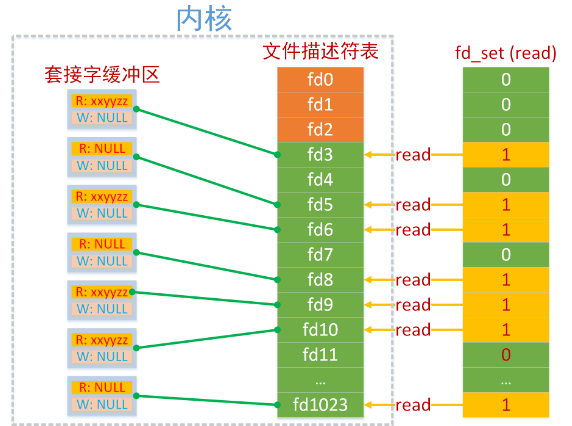 内核
套接字缓冲区
R: xxyyzz
W: NULL
R: NULL
W: NULL
R: xxyyzz
W: NULL
R: NULL
W: NULL
R: xxyyzz
W: NULL
R: xxyyzz
W: NULL
R: NULL
W: NULL
文件描述符表
fd0
fd1
fd2
fd3
fd4
fd5
fd6
fd7
fd8
fd9
fd10
fd11
...
fd1023
read
read
read
read
read
read
read
fd_set (read)
0
0
0
1
0
1
1
0
1
1
1
0
...
1